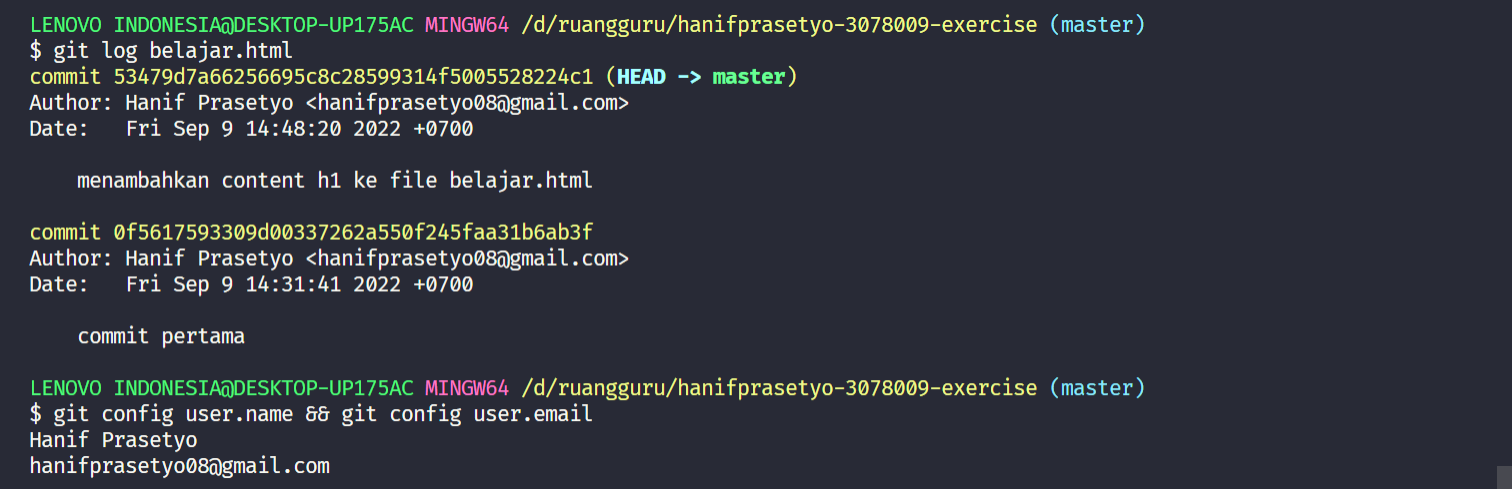 LENOVO INDONESIA@DESKTOP-UP175AC MINGW64 /d/ruangguru/hanifprasetyo-3078009-exercise (master)
$ git log belajar.html
commit 53479d7a66256695c8c28599314f5005528224c1 (HEAD -> master)
Author: Hanif Prasetyo <hanifprasetyo08@gmail.com>
Date:   Fri Sep 9 14:48:20 2022 +0700
menambahkan content h1 ke file belajar.html
commit 0f5617593309d00337262a550f245faa31b6ab3f
Author: Hanif Prasetyo <hanifprasetyo08@gmail.com>
Date:   Fri Sep 9 14:31:41 2022 +0700
commit pertama
LENOVO INDONESIA@DESKTOP-UP175AC MINGW64 /d/ruangguru/hanifprasetyo-3078009-exercise (master)
$ git config user.name && git config user.email
Hanif Prasetyo
hanifprasetyo08@gmail.com